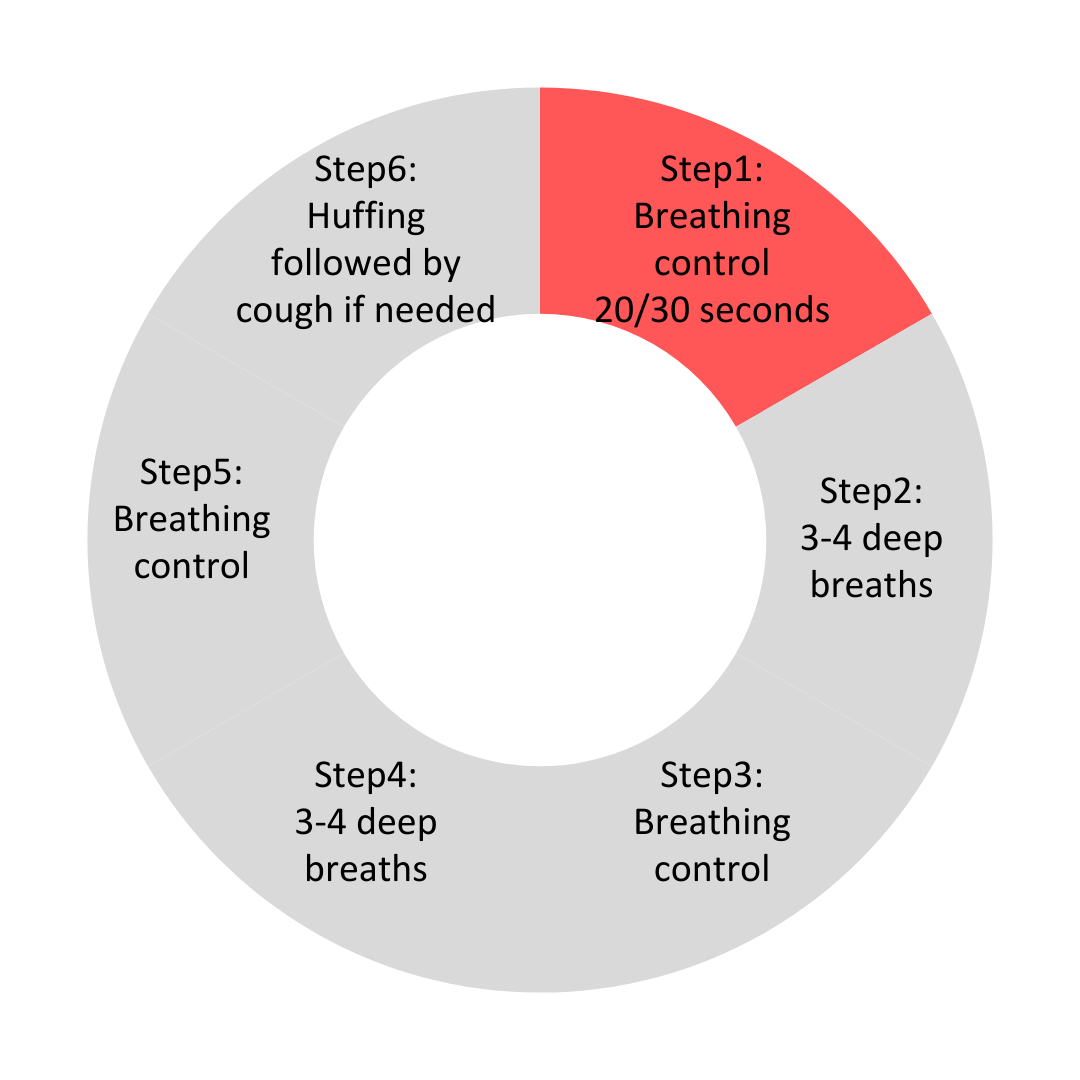 Step1:
Breathing
control
20/30 seconds
Step2:
3-4 deep
breaths
Step3:
Breathing
control
Step4:
3-4 deep
breaths
Step5:
Breathing
control
Step6:
Huffing
followed by
cough if needed